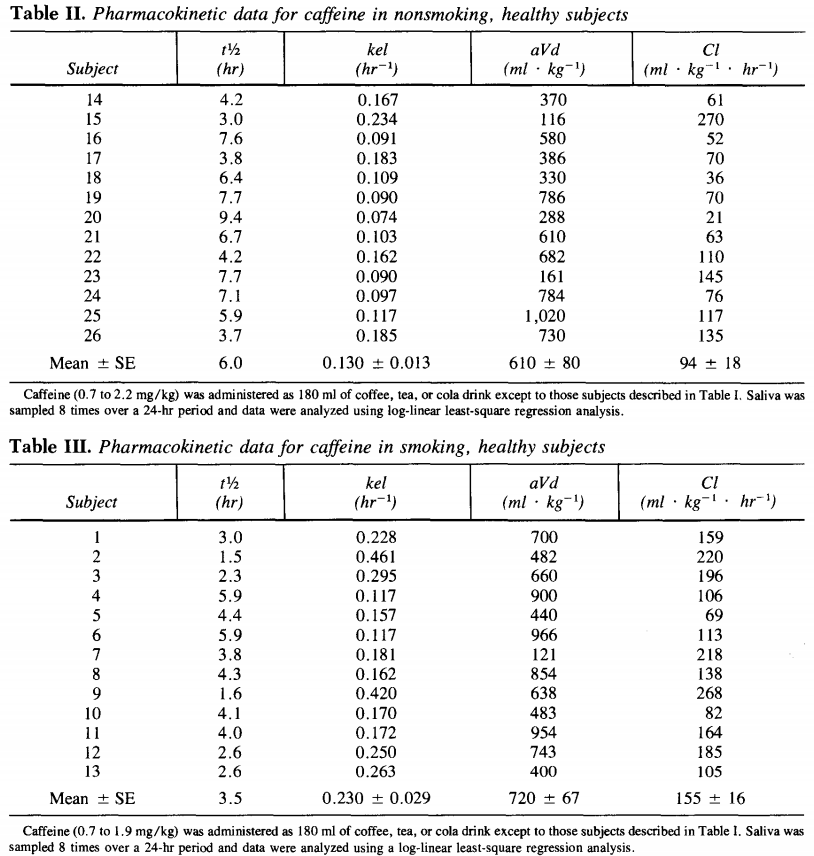 Table II. Pharmacokinetic data for caffeine in nonsmoking, healthy subjects
Subject t½ (hr) kel (hr⁻¹) aVd (ml · kg⁻¹) Cl (ml · kg⁻¹ · hr⁻¹)
14 4.2 0.167 370 61
15 3.0 0.234 116 270
16 7.6 0.091 580 52
17 3.8 0.183 386 70
18 6.4 0.109 330 36
19 7.7 0.090 786 70
20 9.4 0.074 288 21
21 6.7 0.103 610 63
22 4.2 0.162 682 110
23 7.7 0.090 161 145
24 7.1 0.097 784 76
25 5.9 0.117 1,020 117
26 3.7 0.185 730 135
Mean ± SE 6.0 0.130 ± 0.013 610 ± 80 94 ± 18
Caffeine (0.7 to 2.2 mg/kg) was administered as 180 ml of coffee, tea, or cola drink except to those subjects described in Table I. Saliva was
sampled 8 times over a 24-hr period and data were analyzed using log-linear least-square regression analysis.
Table III. Pharmacokinetic data for caffeine in smoking, healthy subjects
Subject t½ (hr) kel (hr⁻¹) aVd (ml · kg⁻¹) Cl (ml · kg⁻¹ · hr⁻¹)
1 3.0 0.228 700 159
2 1.5 0.461 482 220
3 2.3 0.295 660 196
4 5.9 0.117 900 106
5 4.4 0.157 440 69
6 5.9 0.117 966 113
7 3.8 0.181 121 218
8 4.3 0.162 854 138
9 1.6 0.420 638 268
10 4.1 0.170 483 82
11 4.0 0.172 954 164
12 2.6 0.250 743 185
13 2.6 0.263 400 105
Mean ± SE 3.5 0.230 ± 0.029 720 ± 67 155 ± 16
Caffeine (0.7 to 1.9 mg/kg) was administered as 180 ml of coffee, tea, or cola drink except to those subjects described in Table I. Saliva was
sampled 8 times over a 24-hr period and data were analyzed using a log-linear least-square regression analysis.